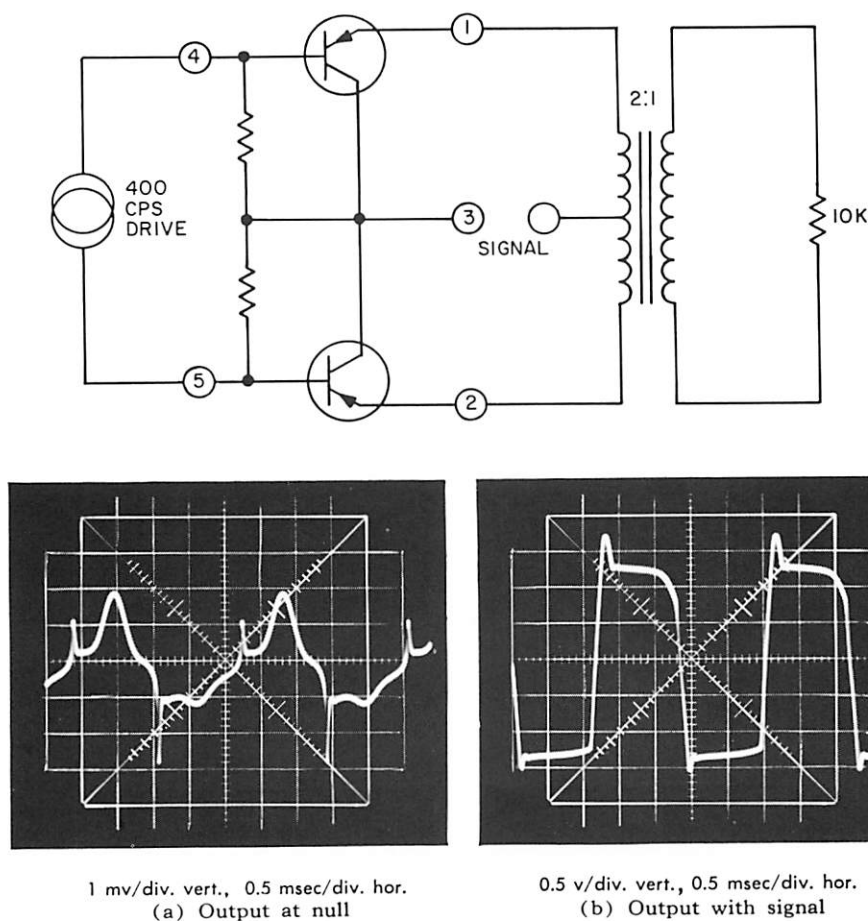 4
1
2:1
400
CPS
DRIVE
3
SIGNAL
10K
5
2
1 mv/div. vert., 0.5 msec/div. hor.
(a) Output at null
0.5 v/div. vert., 0.5 msec/div. hor.
(b) Output with signal